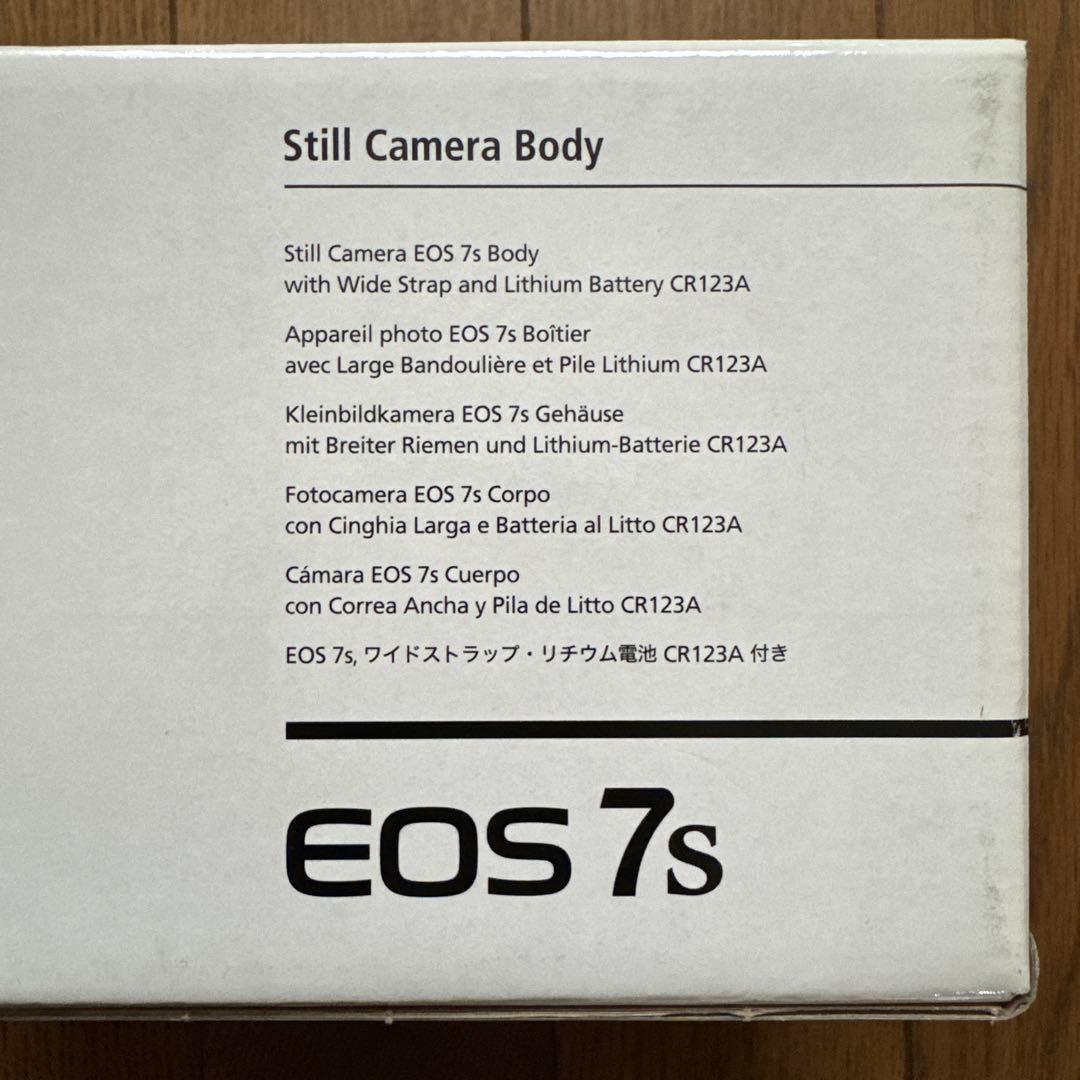 Still Camera Body
Still Camera EOS 7s Body
with Wide Strap and Lithium Battery CR123A
Appareil photo EOS 7s Boîtier
avec Large Bandoulière et Pile Lithium CR123A
Kleinbildkamera EOS 7s Gehäuse
mit Breiter Riemen und Lithium-Batterie CR123A
Fotocamera EOS 7s Corpo
con Cinghia Larga e Batteria al Litto CR123A
Cámara EOS 7s Cuerpo
con Correa Ancha y Pila de Litto CR123A
EOS 7s, ワイドストラップ・リチウム電池 CR123A 付き
EOS 7s